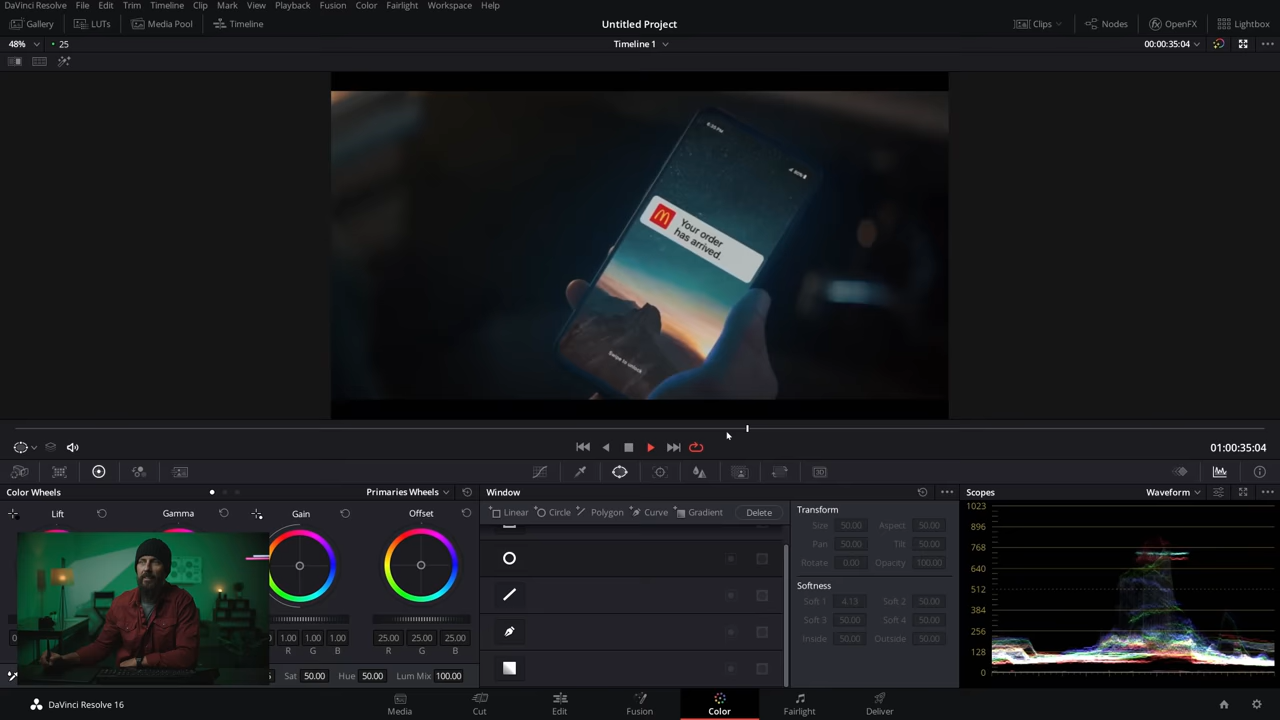 DaVinci Resolve File Edit Trim Timeline Clip Mark View Playback Fusion Color Fairlight Workspace Help
Gallery LUTs Media Pool Timeline Untitled Project Clips Nodes OpenFX Lightbox
48% 25 Timeline 1 00:00:35:04
8:30 PM
Your order
has arrived.
Swipe to unlock
01:00:35:04
Color Wheels Primaries Wheels Window Scopes Waveform
Lift Gamma Gain Offset
Linear Circle Polygon Curve Gradient Delete
Transform
Size 50.00 Aspect 50.00
Pan 50.00 Tilt 50.00
Rotate 0.00 Opacity 100.00
Softness
Soft 1 4.13 Soft 2 50.00
Soft 3 50.00 Soft 4 50.00
Inside 50.00 Outside 50.00
1023
896
768
640
512
384
256
128
0
1.00 1.00 1.00 25.00 25.00 25.00
R G B R G B
Sat 50.00 Hue 50.00 Lum Mix 100.00
DaVinci Resolve 16 Media Cut Edit Fusion Color Fairlight Deliver